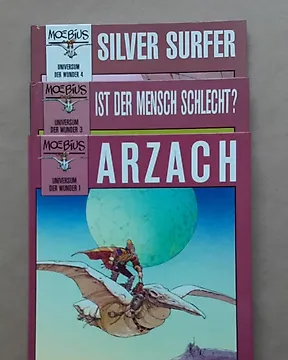 MOEBIUS
UNIVERSUM
DER WUNDER 4
SILVER SURFER
MOEBIUS
UNIVERSUM
DER WUNDER 3
IST DER MENSCH SCHLECHT?
MOEBIUS
UNIVERSUM
DER WUNDER 1
ARZACH